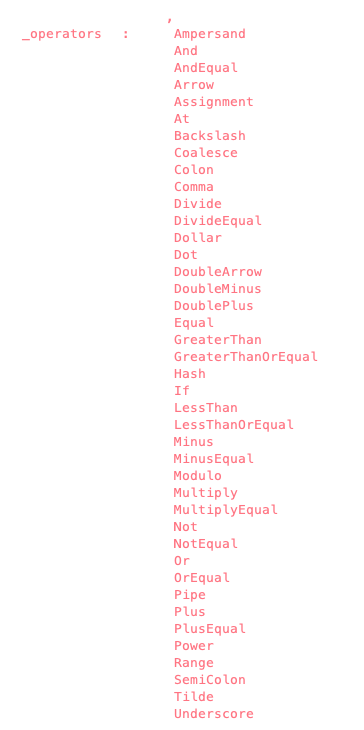 ,
_operators : Ampersand
And
AndEqual
Arrow
Assignment
At
Backslash
Coalesce
Colon
Comma
Divide
DivideEqual
Dollar
Dot
DoubleArrow
DoubleMinus
DoublePlus
Equal
GreaterThan
GreaterThanOrEqual
Hash
If
LessThan
LessThanOrEqual
Minus
MinusEqual
Modulo
Multiply
MultiplyEqual
Not
NotEqual
Or
OrEqual
Pipe
Plus
PlusEqual
Power
Range
SemiColon
Tilde
Underscore